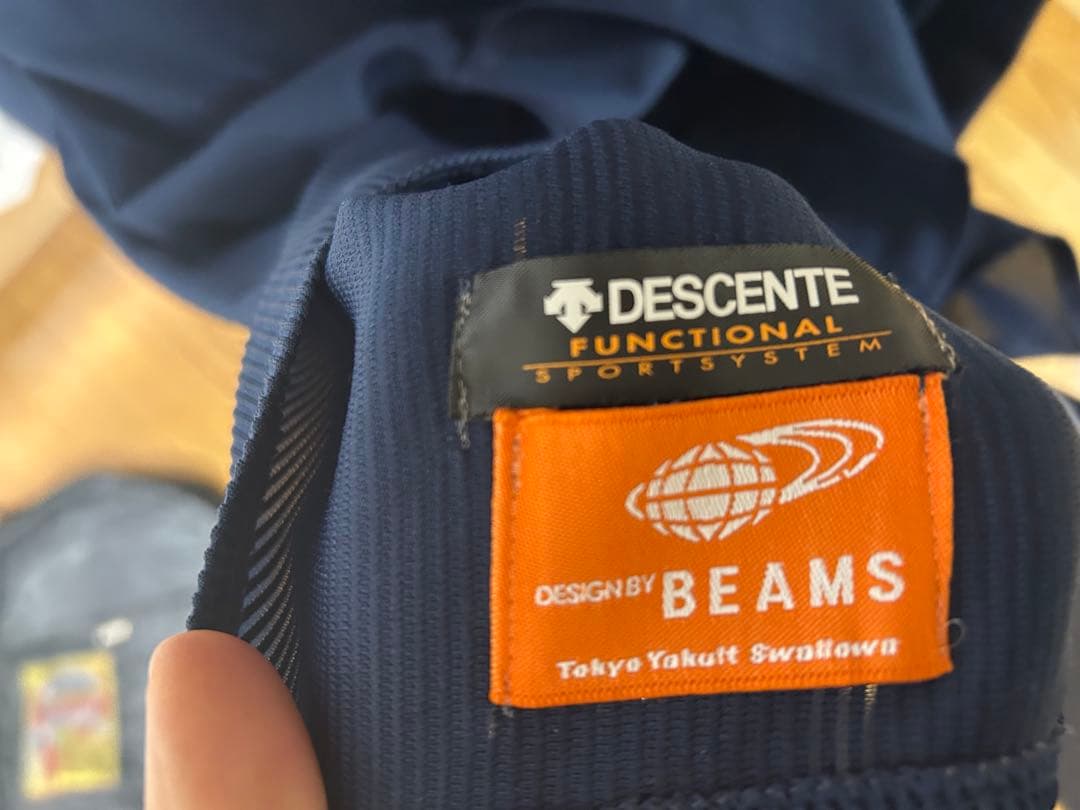 DESCENTE
FUNCTIONAL
SPORTSYSTEM
DESIGN BY BEAMS
Tokyo Yakult Swallows